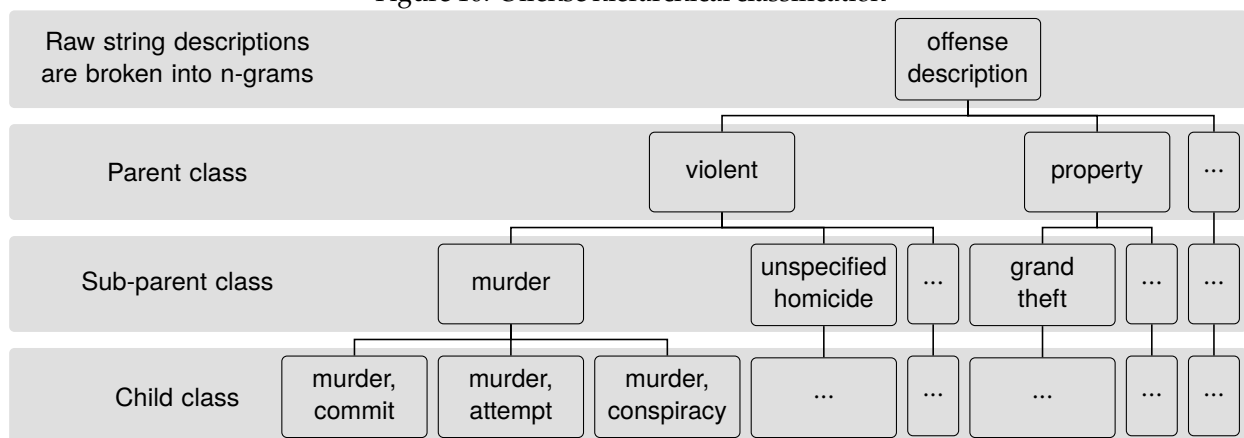 Figure 10: Offense hierarchical classification
Raw string descriptions
are broken into n-grams
offense
description
Parent class
violent
property
...
Sub-parent class
murder
unspecified
homicide
...
grand
theft
...
...
Child class
murder,
commit
murder,
attempt
murder,
conspiracy
...
...
...
...
...